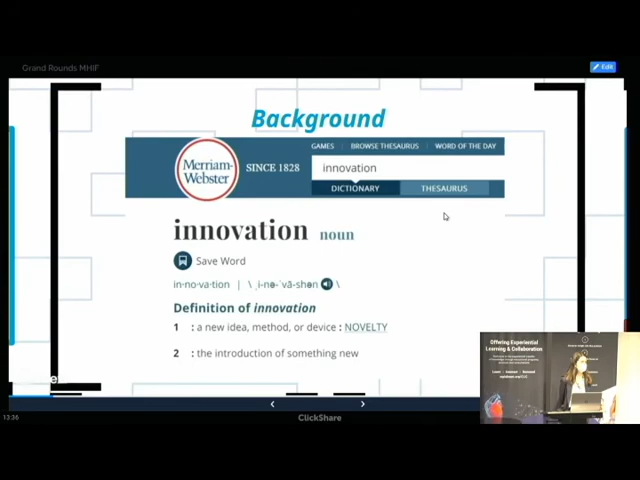 Grand Rounds MHIF
Edit
Background
Merriam-
Webster
SINCE 1828
GAMES | BROWSE THESAURUS | WORD OF THE DAY
innovation
DICTIONARY THESAURUS
innovation noun
Save Word
in·no·va·tion | \ ˌi-nə-ˈvā-shən \
Definition of innovation
1 : a new idea, method, or device : NOVELTY
2 : the introduction of something new
Offering Experiential
Learning & Collaboration
13:36
ClickShare